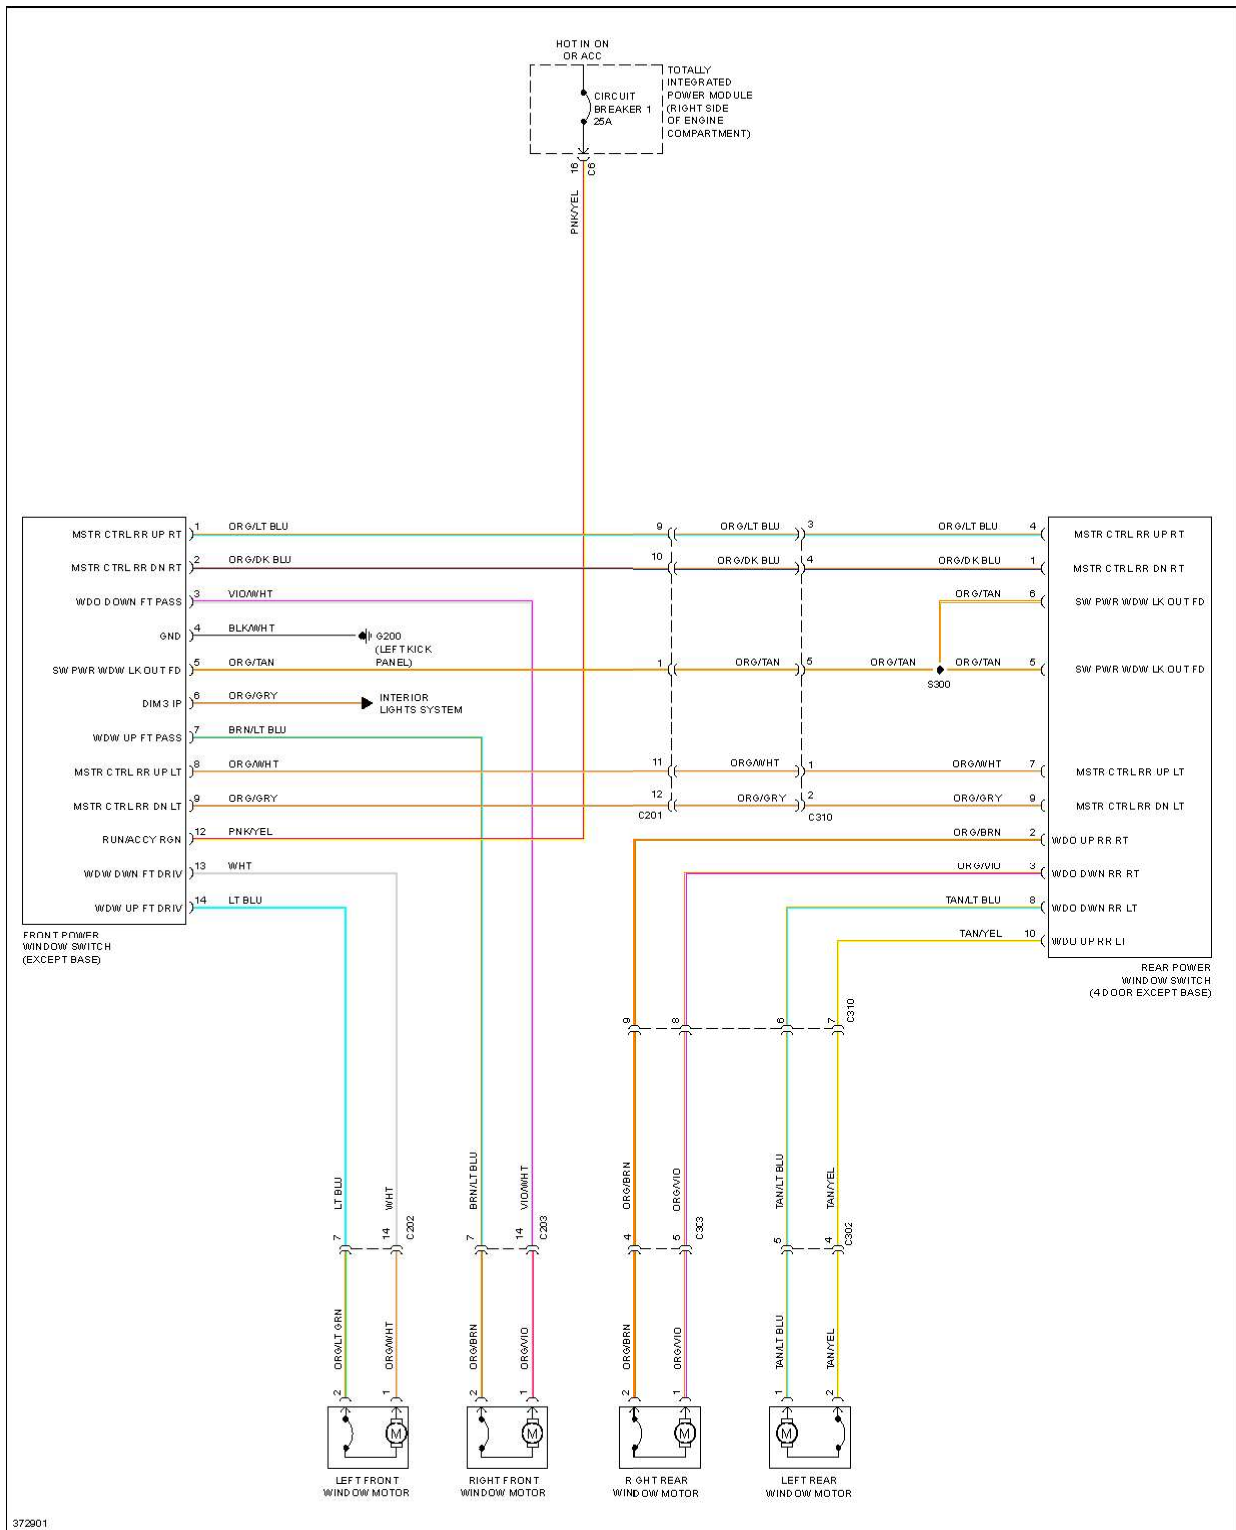 HOT IN ON
OR ACC
TOTALLY
INTEGRATED
POWER MODULE
(RIGHT SIDE
OF ENGINE
COMPARTMENT)
CIRCUIT
BREAKER 1
25A
16
C6
PNK/YEL
MSTR CTRL RR UP RT
1
ORG/LT BLU
9
ORG/LT BLU
3
ORG/LT BLU
4
MSTR CTRL RR UP RT
MSTR CTRL RR DN RT
2
ORG/DK BLU
10
ORG/DK BLU
4
ORG/DK BLU
1
MSTR CTRL RR DN RT
WDO DOWN FT PASS
3
VIO/WHT
ORG/TAN
6
SW PWR WDW LK OUT FD
GND
4
BLK/WHT
G200
(LEFT KICK
PANEL)
SW PWR WDW LK OUT FD
5
ORG/TAN
1
ORG/TAN
5
ORG/TAN
ORG/TAN
5
SW PWR WDW LK OUT FD
S300
DIM 3 IP
6
ORG/GRY
INTERIOR
LIGHTS SYSTEM
WDW UP FT PASS
7
BRN/LT BLU
MSTR CTRL RR UP LT
8
ORG/WHT
11
ORG/WHT
1
ORG/WHT
7
MSTR CTRL RR UP LT
MSTR CTRL RR DN LT
9
ORG/GRY
12
ORG/GRY
2
ORG/GRY
9
MSTR CTRL RR DN LT
C201
C310
RUN/ACCY RGN
12
PNK/YEL
ORG/BRN
2
WDO UP RR RT
WDW DWN FT DRIV
13
WHT
ORG/VIO
3
WDO DWN RR RT
WDW UP FT DRIV
14
LT BLU
TAN/LT BLU
8
WDO DWN RR LT
TAN/YEL
10
WDO UP RR LT
FRONT POWER
WINDOW SWITCH
(EXCEPT BASE)
REAR POWER
WINDOW SWITCH
(4 DOOR EXCEPT BASE)
9
8
6
7
C310
LT BLU
WHT
BRN/LT BLU
VIO/WHT
ORG/BRN
ORG/VIO
TAN/LT BLU
TAN/YEL
7
14
C202
7
14
C203
4
5
C303
5
4
C302
ORG/LT GRN
ORG/WHT
ORG/BRN
ORG/VIO
ORG/BRN
ORG/VIO
TAN/LT BLU
TAN/YEL
2
1
2
1
2
1
1
2
M
M
M
M
LEFT FRONT
WINDOW MOTOR
RIGHT FRONT
WINDOW MOTOR
RIGHT REAR
WINDOW MOTOR
LEFT REAR
WINDOW MOTOR
372901